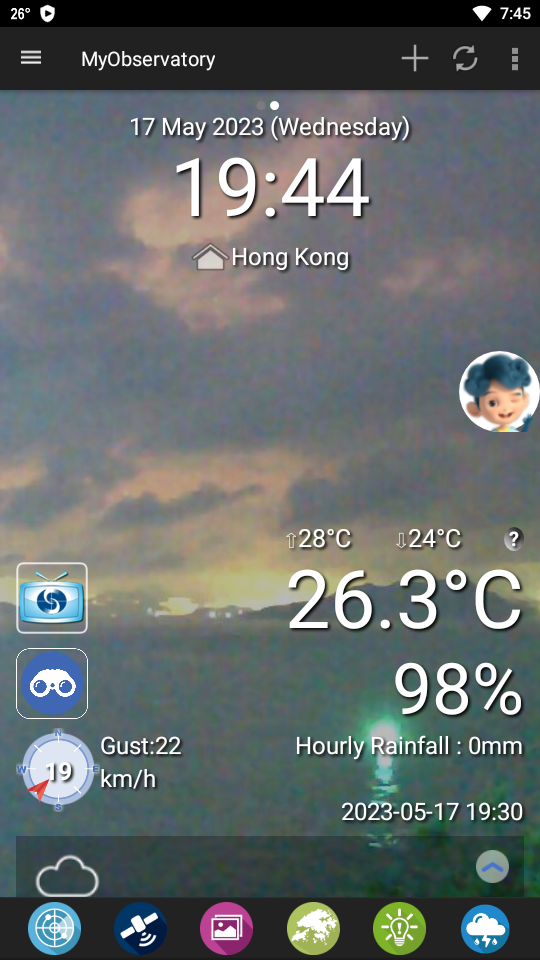 26° 7:45
MyObservatory
17 May 2023 (Wednesday)
19:44
Hong Kong
⇧28°C ⇩24°C ?
26.3°C
98%
Gust:22 km/h
Hourly Rainfall : 0mm
N
W 19 E
S
2023-05-17 19:30